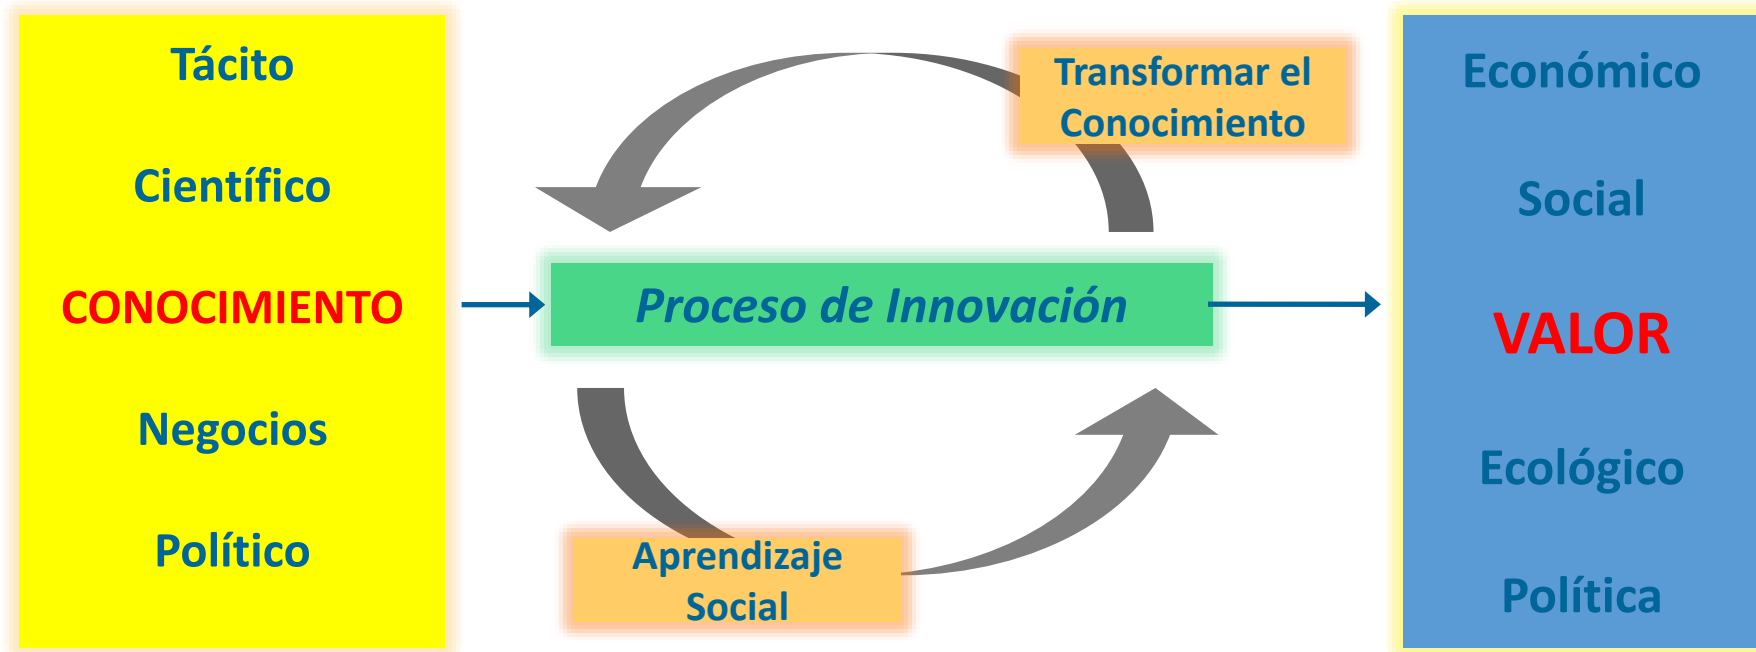 Tácito
Científico
CONOCIMIENTO
Negocios
Político
Transformar el
Conocimiento
Proceso de Innovación
Aprendizaje
Social
Económico
Social
VALOR
Ecológico
Política